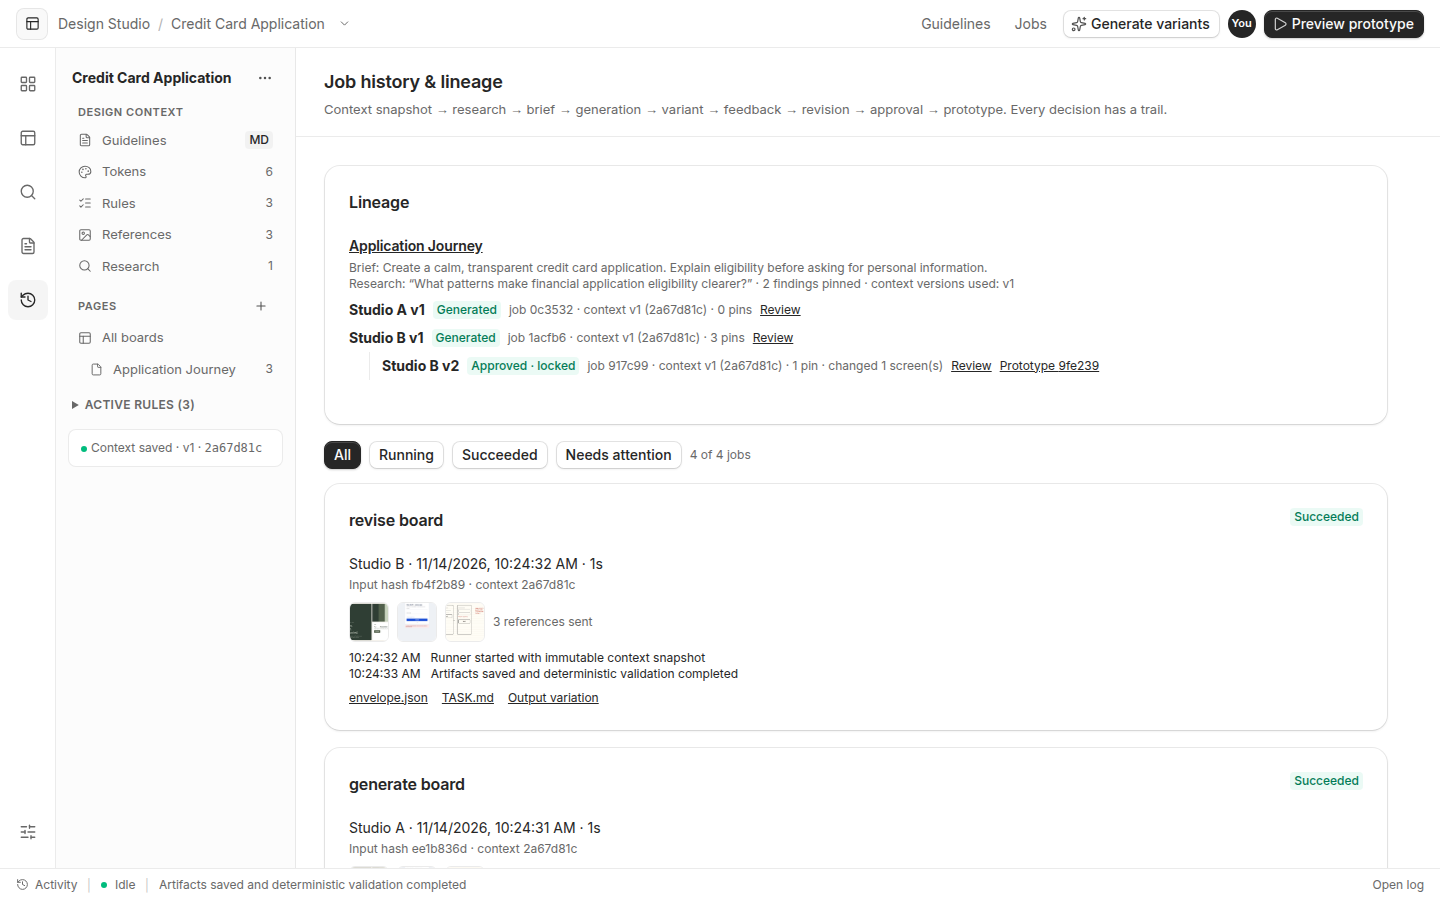 Design Studio / Credit Card Application
Guidelines
Jobs
Generate variants
You
Preview prototype
Credit Card Application
DESIGN CONTEXT
Guidelines MD
Tokens 6
Rules 3
References 3
Research 1
PAGES
All boards
Application Journey 3
ACTIVE RULES (3)
Context saved · v1 · 2a67d81c
Job history & lineage
Context snapshot → research → brief → generation → variant → feedback → revision → approval → prototype. Every decision has a trail.
Lineage
Application Journey
Brief: Create a calm, transparent credit card application. Explain eligibility before asking for personal information.
Research: “What patterns make financial application eligibility clearer?” · 2 findings pinned · context versions used: v1
Studio A v1 Generated job 0c3532 · context v1 (2a67d81c) · 0 pins Review
Studio B v1 Generated job 1acfb6 · context v1 (2a67d81c) · 3 pins Review
Studio B v2 Approved · locked job 917c99 · context v1 (2a67d81c) · 1 pin · changed 1 screen(s) Review Prototype 9fe239
All Running Succeeded Needs attention 4 of 4 jobs
revise board Succeeded
Studio B · 11/14/2026, 10:24:32 AM · 1s
Input hash fb4f2b89 · context 2a67d81c
3 references sent
10:24:32 AM Runner started with immutable context snapshot
10:24:33 AM Artifacts saved and deterministic validation completed
envelope.json TASK.md Output variation
generate board Succeeded
Studio A · 11/14/2026, 10:24:31 AM · 1s
Input hash ee1b836d · context 2a67d81c
Activity Idle Artifacts saved and deterministic validation completed Open log